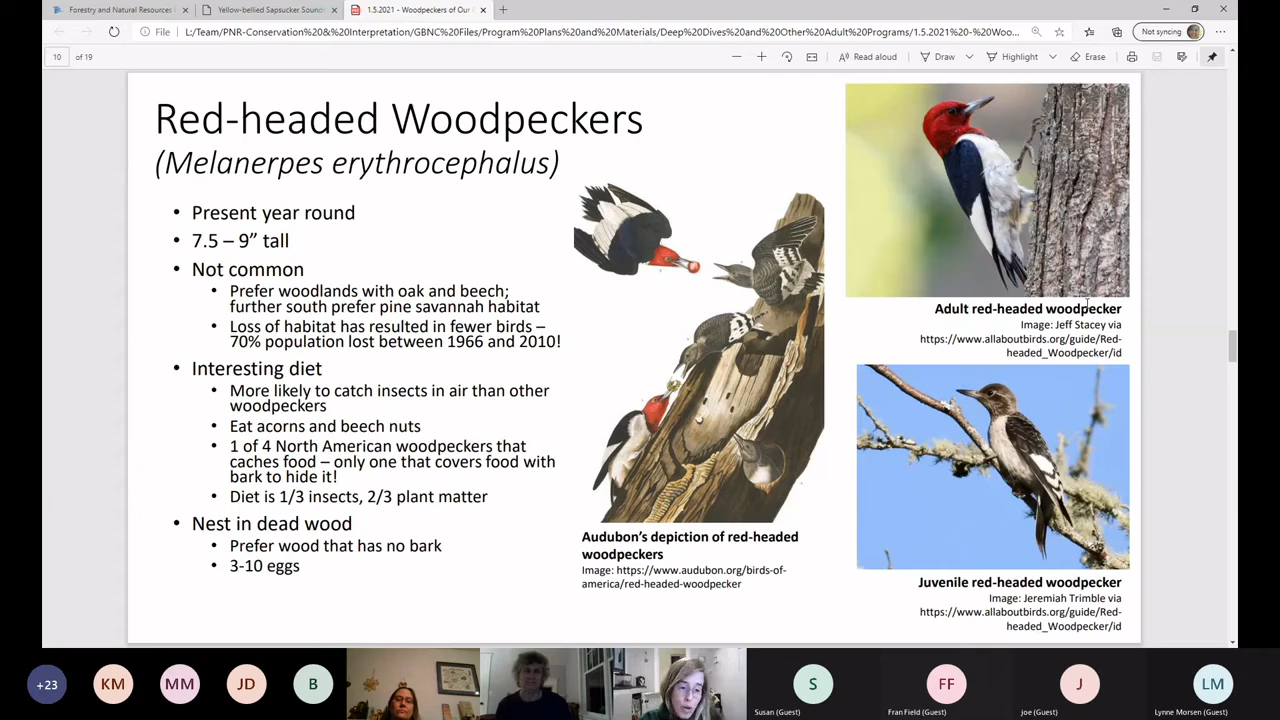 Forestry and Natural Resources
Yellow-bellied Sapsucker Sound
1.5.2021 - Woodpeckers of Our
File
L:/Team/PNR-Conservation%20&%20Interpretation/GBNC%20Files/Program%20Plans%20and%20Materials/Deep%20Dives%20and%20Other%20Adult%20Programs/1.5.2021%20-%20Woo...
Not syncing
10 of 19
Read aloud
Draw
Highlight
Erase
Red-headed Woodpeckers
(Melanerpes erythrocephalus)
• Present year round
• 7.5 – 9” tall
• Not common
• Prefer woodlands with oak and beech;
further south prefer pine savannah habitat
• Loss of habitat has resulted in fewer birds –
70% population lost between 1966 and 2010!
• Interesting diet
• More likely to catch insects in air than other
woodpeckers
• Eat acorns and beech nuts
• 1 of 4 North American woodpeckers that
caches food – only one that covers food with
bark to hide it!
• Diet is 1/3 insects, 2/3 plant matter
• Nest in dead wood
• Prefer wood that has no bark
• 3-10 eggs
Audubon’s depiction of red-headed
woodpeckers
Image: https://www.audubon.org/birds-of-
america/red-headed-woodpecker
Adult red-headed woodpecker
Image: Jeff Stacey via
https://www.allaboutbirds.org/guide/Red-
headed_Woodpecker/id
Juvenile red-headed woodpecker
Image: Jeremiah Trimble via
https://www.allaboutbirds.org/guide/Red-
headed_Woodpecker/id
+23
KM
MM
JD
B
S
Susan (Guest)
FF
Fran Field (Guest)
J
joe (Guest)
LM
Lynne Morsen (Guest)